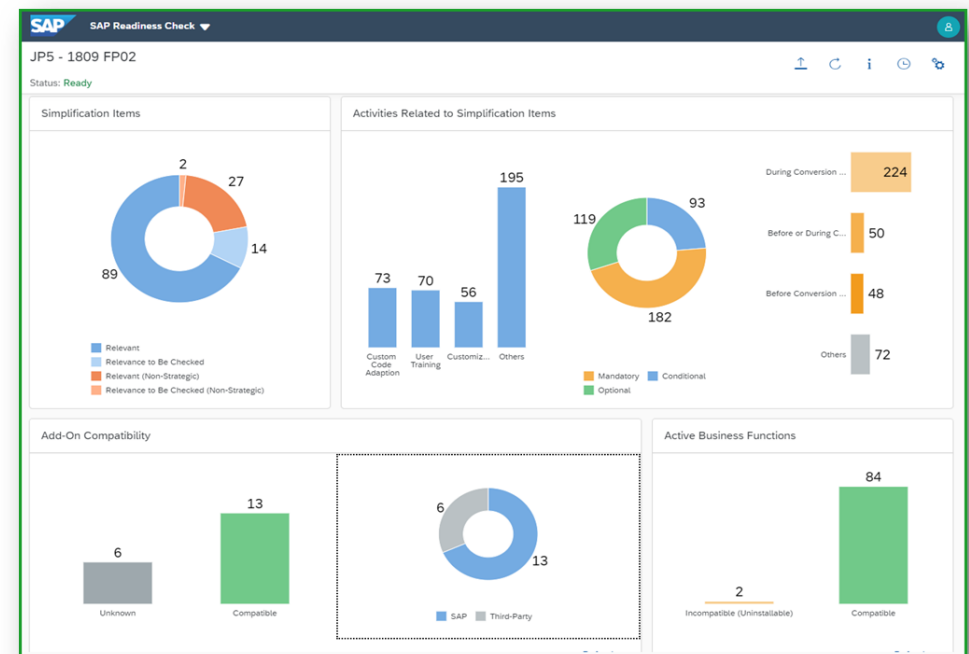 SAP SAP Readiness Check
JP5 - 1809 FP02
Status: Ready
Simplification Items
2
27
14
89
Relevant
Relevance to Be Checked
Relevant (Non-Strategic)
Relevance to Be Checked (Non-Strategic)
Activities Related to Simplification Items
195
73
70
56
Custom
Code
Adaption
User
Training
Customiz...
Others
93
119
182
Mandatory Conditional
Optional
During Conversion ... 224
Before or During C... 50
Before Conversion ... 48
Others 72
Add-On Compatibility
13
6
Unknown Compatible
6
13
SAP Third-Party
Active Business Functions
84
2
Incompatible (Uninstallable) Compatible